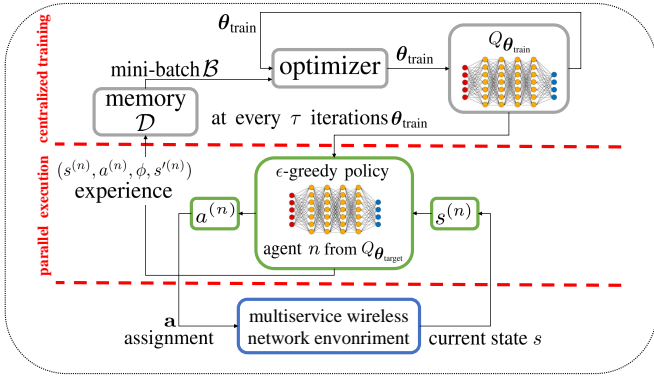 centralized training
θtrain
mini-batch 𝓑
optimizer
θtrain
Qθtrain
memory
𝒟
at every τ iterations θtrain
parallel execution
(s(n), a(n), ϕ, s′(n))
experience
ϵ-greedy policy
a(n)
s(n)
agent n from Qθtarget
a
assignment
multiservice wireless
network envonriment
current state s